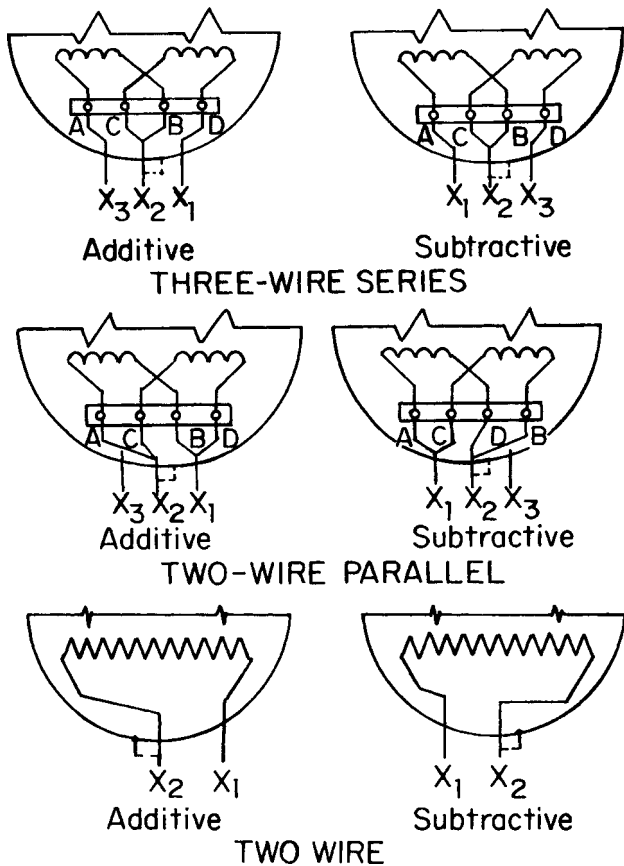 A C B D A C B D
X3 X2 X1 X1 X2 X3
Additive Subtractive
THREE-WIRE SERIES
A C B D A C D B
X3 X2 X1 X1 X2 X3
Additive Subtractive
TWO-WIRE PARALLEL
X2 X1 X1 X2
Additive Subtractive
TWO WIRE